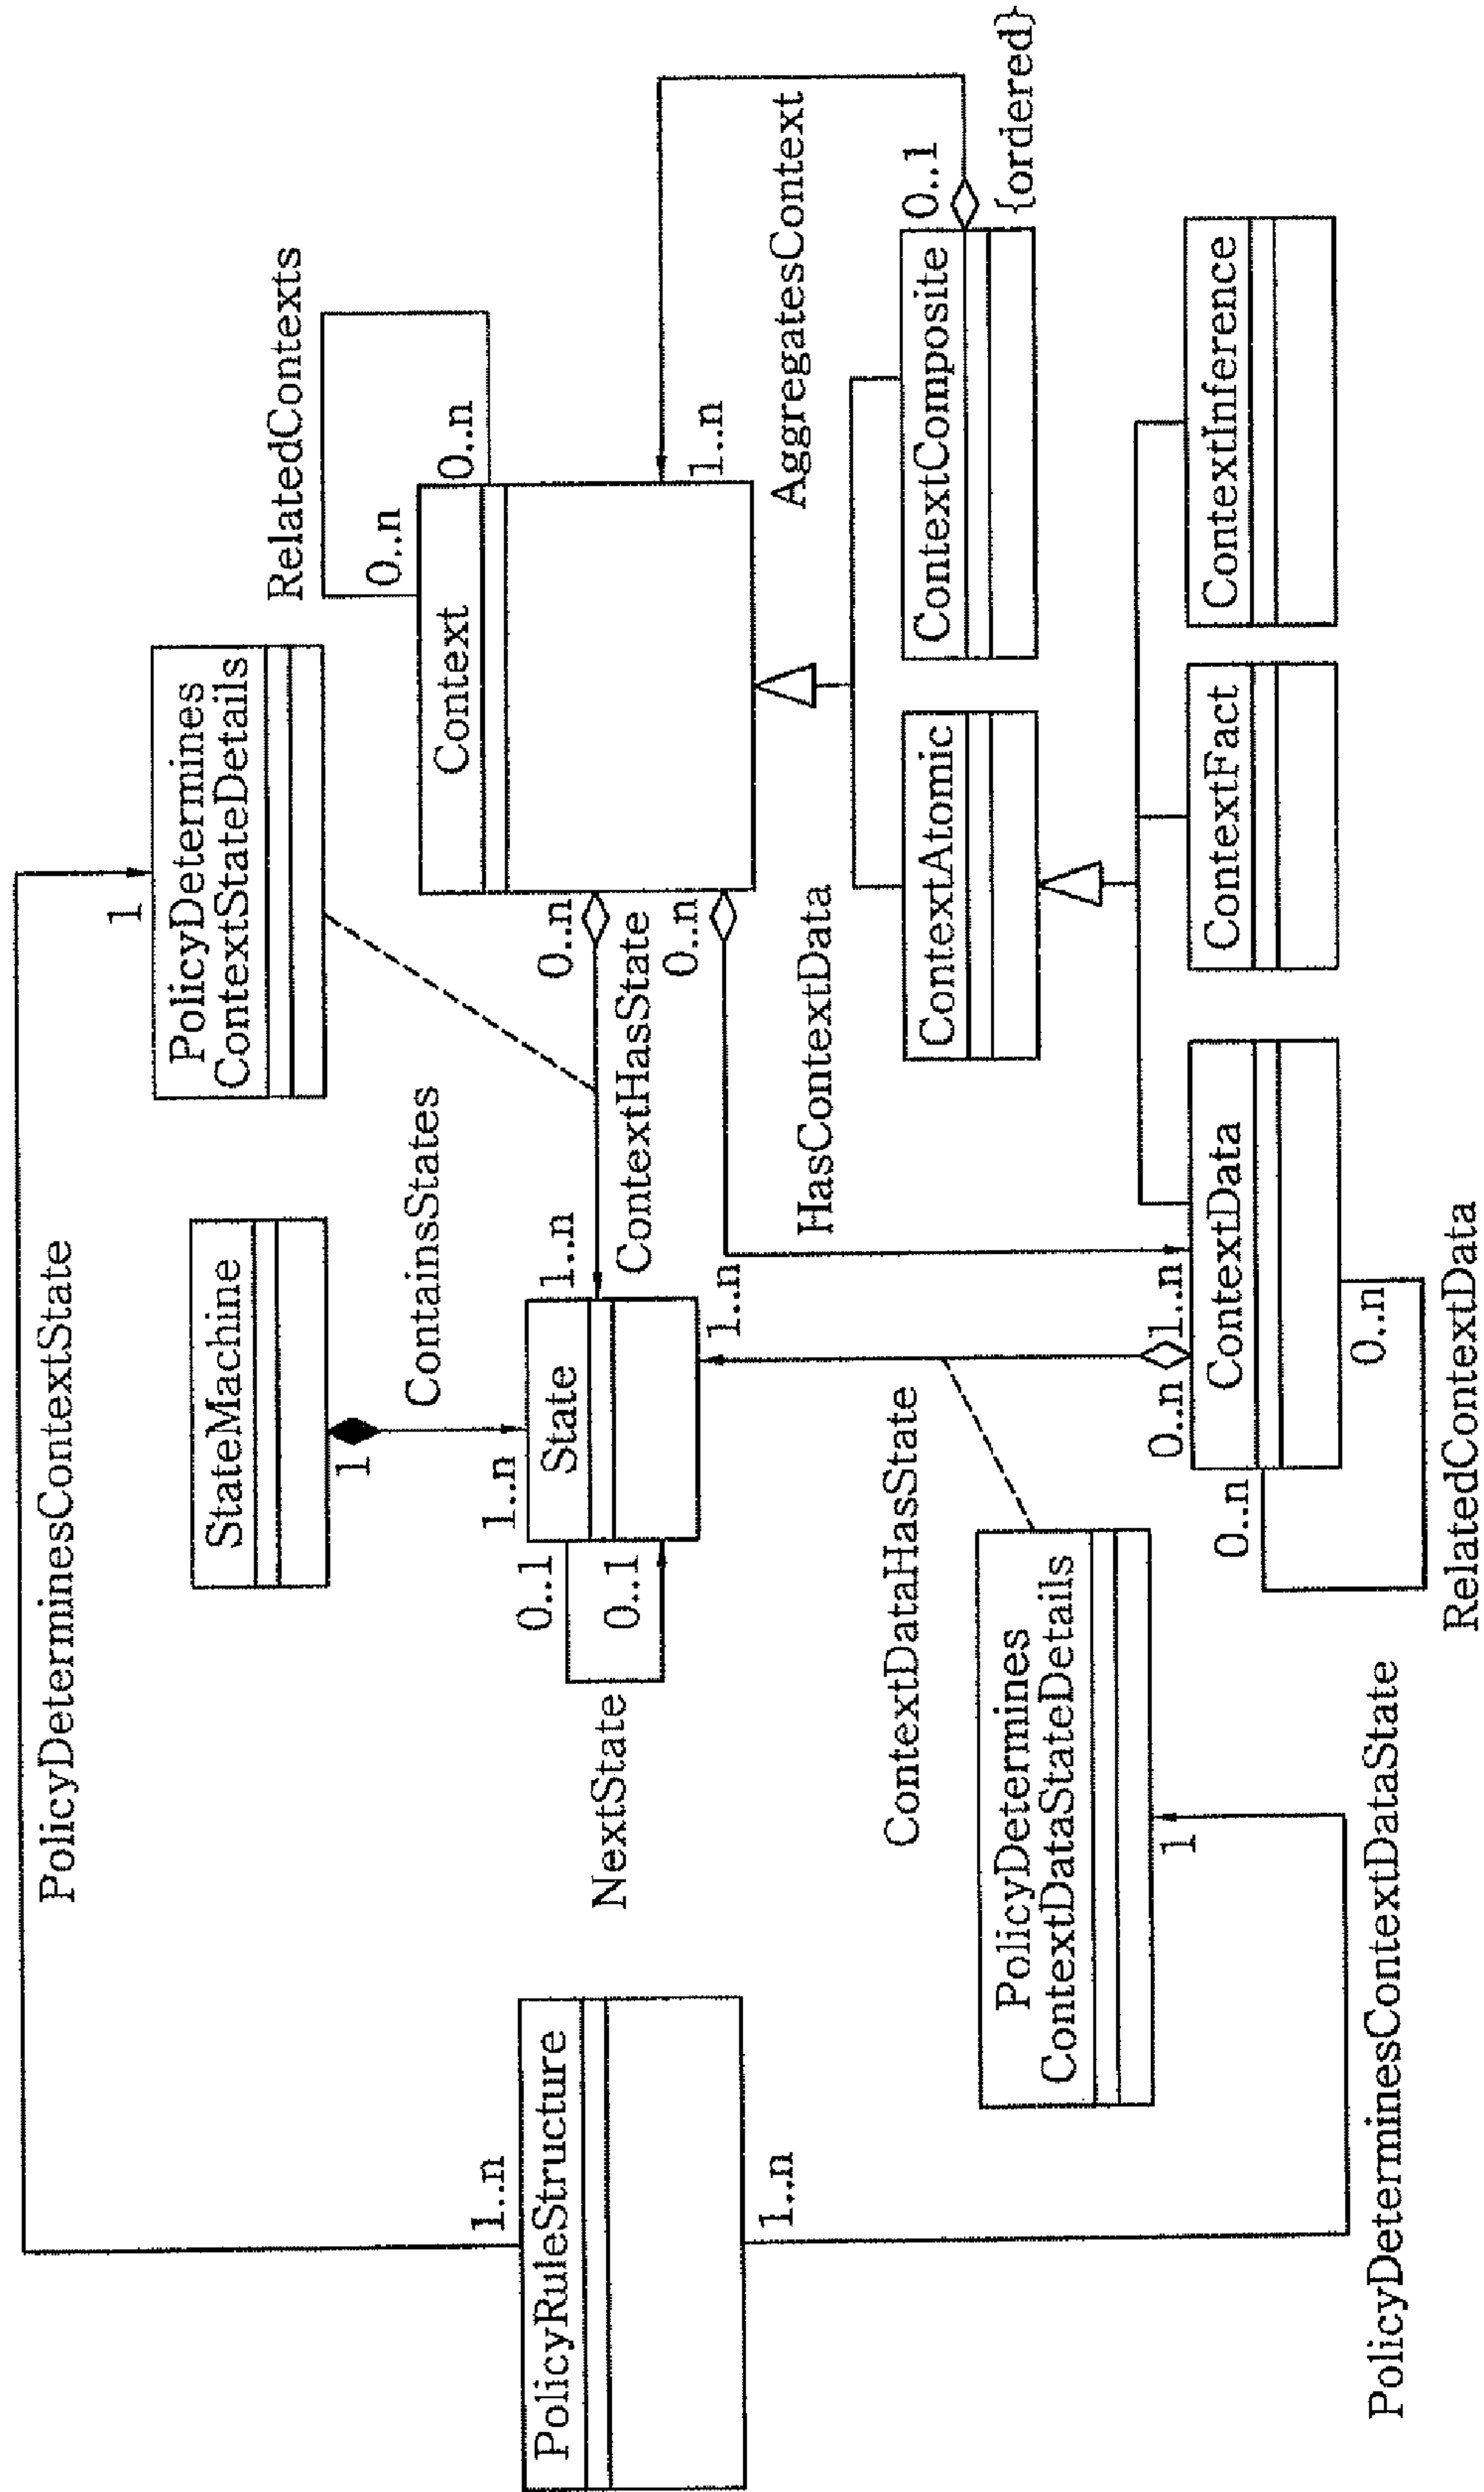 PolicyDeterminesContextState
1
PolicyDetermines
ContextStateDetails
RelatedContexts
StateMachine
1
ContainsStates
0..n
0..n
Context
PolicyRuleStructure
1..n
1..n
NextState
0..1
0..1
1..n
State
1..n
1..n
ContextHasState
0..n
0..n
1..n
AggregatesContext
HasContextData
ContextDataHasState
ContextAtomic
ContextComposite
0..1
{ordered}
PolicyDetermines
ContextDataStateDetails
1
0..n
1..n
ContextData
ContextFact
ContextInference
0..n
0..n
PolicyDeterminesContextDataState
RelatedContextData